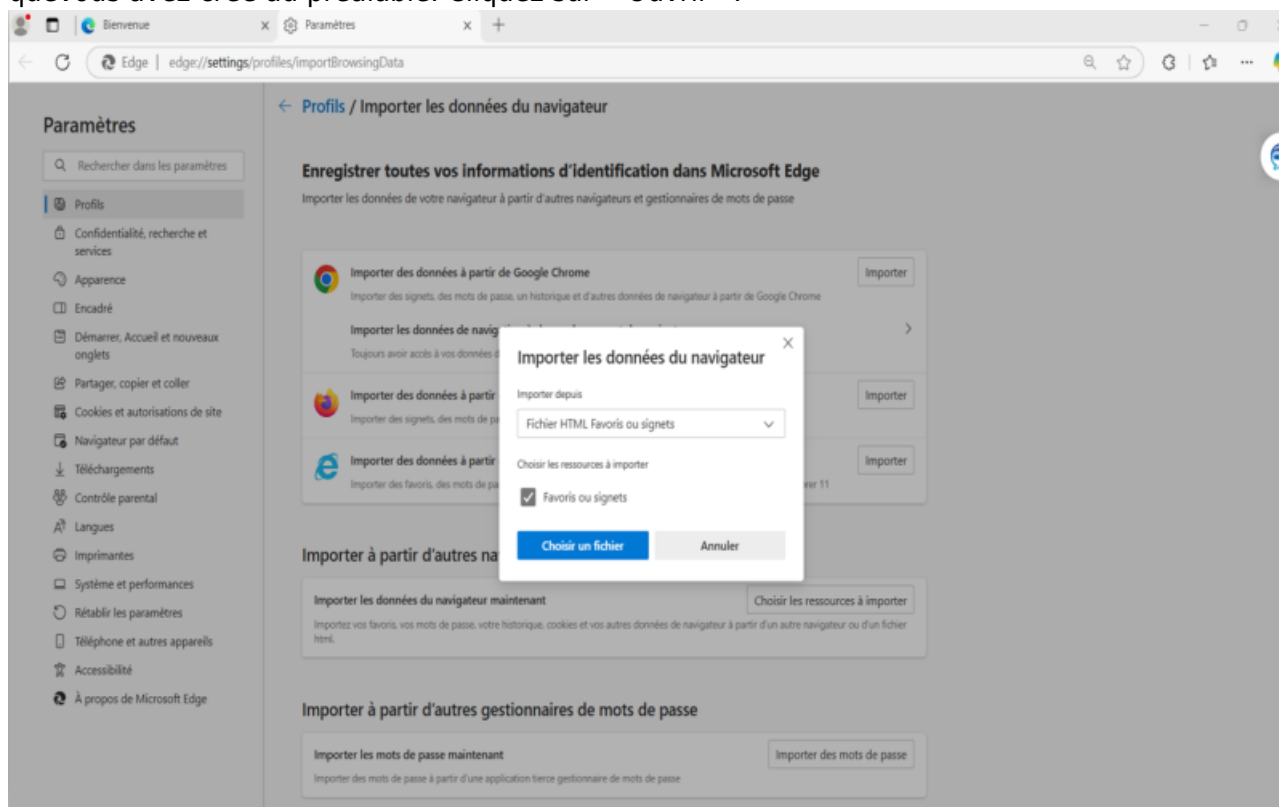 que vous avez créé au préalable. Cliquez sur « Ouvrir ».
Bienvenue
Paramètres
Edge | edge://settings/profiles/importBrowsingData
Paramètres
Rechercher dans les paramètres
Profils
Confidentialité, recherche et
services
Apparence
Encadré
Démarrer, Accueil et nouveaux
onglets
Partager, copier et coller
Cookies et autorisations de site
Navigateur par défaut
Téléchargements
Contrôle parental
Langues
Imprimantes
Système et performances
Rétablir les paramètres
Téléphone et autres appareils
Accessibilité
À propos de Microsoft Edge
Profils / Importer les données du navigateur
Enregistrer toutes vos informations d'identification dans Microsoft Edge
Importer les données de votre navigateur à partir d'autres navigateurs et gestionnaires de mots de passe
Importer des données à partir de Google Chrome
Importer
Importer des signets, des mots de passe, un historique et d'autres données de navigateur à partir de Google Chrome
Importer les données de navig
Toujours avoir accès à vos données d
Importer des données à partir
Importer
Importer des signets, des mots de pa
Importer des données à partir
Importer
Importer des favoris, des mots de pa
rer 11
Importer les données du navigateur
Importer depuis
Fichier HTML Favoris ou signets
Choisir les ressources à importer
Favoris ou signets
Choisir un fichier
Annuler
Importer à partir d'autres na
Importer les données du navigateur maintenant
Choisir les ressources à importer
Importez vos favoris, vos mots de passe, votre historique, cookies et vos autres données de navigateur à partir d'un autre navigateur ou d'un fichier
html.
Importer à partir d'autres gestionnaires de mots de passe
Importer les mots de passe maintenant
Importer des mots de passe
Importer des mots de passe à partir d'une application tierce gestionnaire de mots de passe